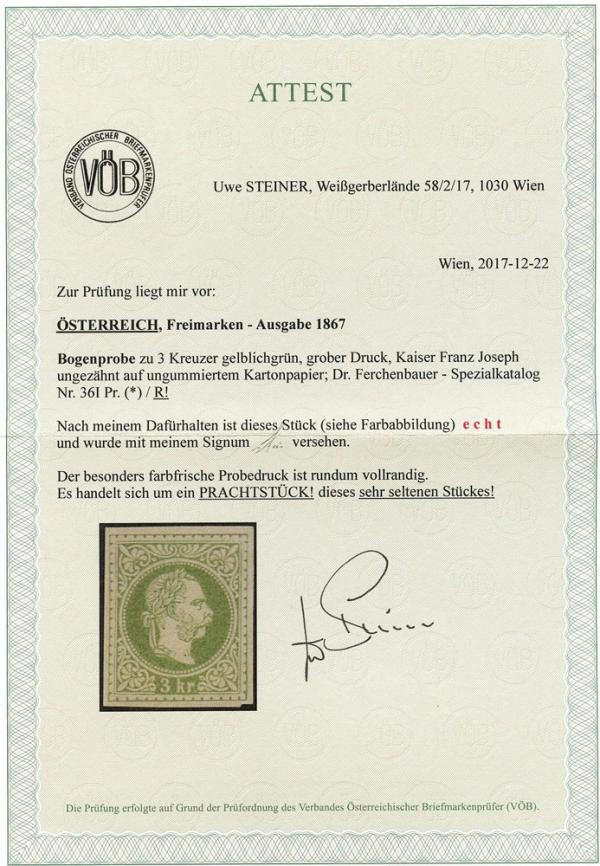 ATTEST
VERBAND ÖSTERREICHISCHER BRIEFMARKENPRÜFER
VÖB
Uwe STEINER, Weißgerberlände 58/2/17, 1030 Wien
Wien, 2017-12-22
Zur Prüfung liegt mir vor:
ÖSTERREICH, Freimarken - Ausgabe 1867
Bogenprobe zu 3 Kreuzer gelblichgrün, grober Druck, Kaiser Franz Joseph
ungezähnt auf ungummiertem Kartonpapier; Dr. Ferchenbauer - Spezialkatalog
Nr. 36I Pr. (*) / R!
Nach meinem Dafürhalten ist dieses Stück (siehe Farbabbildung) e c h t
und wurde mit meinem Signum versehen.
Der besonders farbfrische Probedruck ist rundum vollrandig.
Es handelt sich um ein PRACHTSTÜCK! dieses sehr seltenen Stückes!
3 kr.
Die Prüfung erfolgte auf Grund der Prüfordnung des Verbandes Österreichischer Briefmarkenprüfer (VÖB).